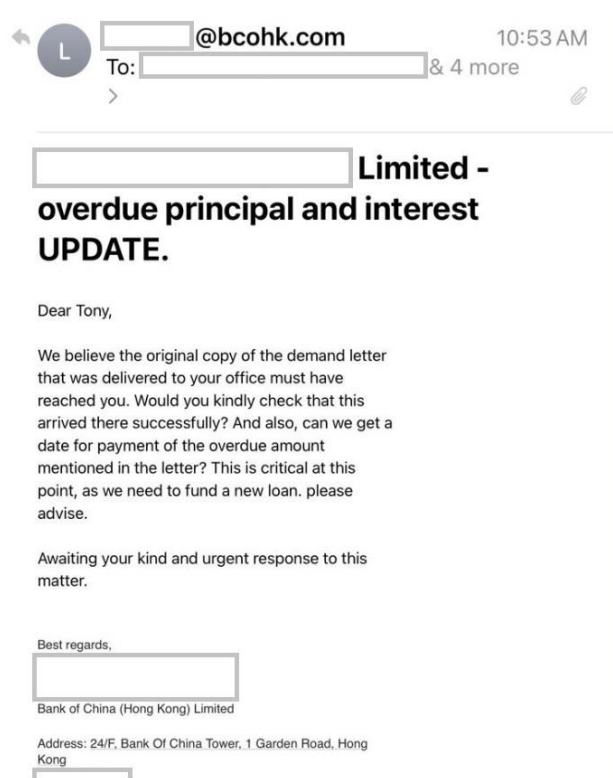 L
@bcohk.com
10:53 AM
To:
& 4 more
>
Limited -
overdue principal and interest
UPDATE.
Dear Tony,
We believe the original copy of the demand letter
that was delivered to your office must have
reached you. Would you kindly check that this
arrived there successfully? And also, can we get a
date for payment of the overdue amount
mentioned in the letter? This is critical at this
point, as we need to fund a new loan. please
advise.
Awaiting your kind and urgent response to this
matter.
Best regards,
Bank of China (Hong Kong) Limited
Address: 24/F, Bank Of China Tower, 1 Garden Road, Hong
Kong